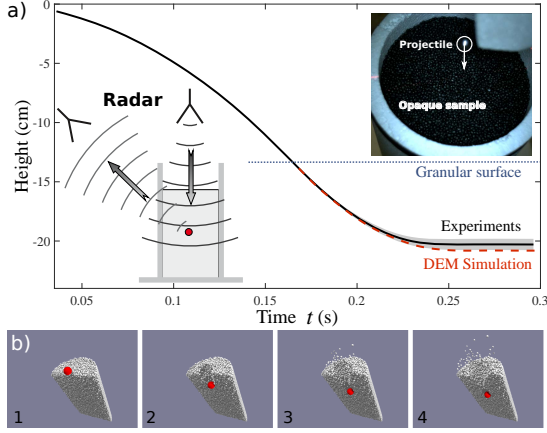 a)
0
-5
-10
-15
-20
Height (cm)
Radar
Projectile
Opaque sample
Granular surface
Experiments
DEM Simulation
0.05
0.1
0.15
0.2
0.25
0.3
Time t (s)
b)
1
2
3
4